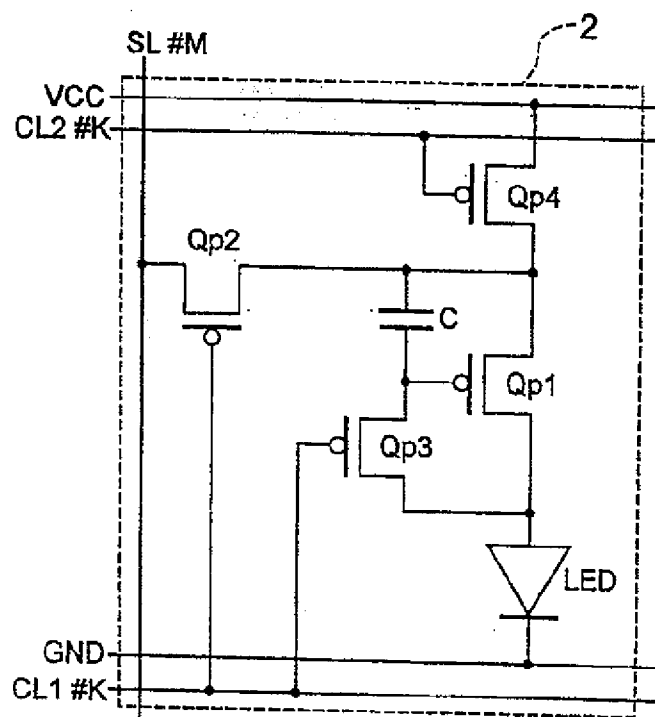 SL #M
2
VCC
CL2 #K
Qp4
Qp2
C
Qp1
Qp3
LED
GND
CL1 #K